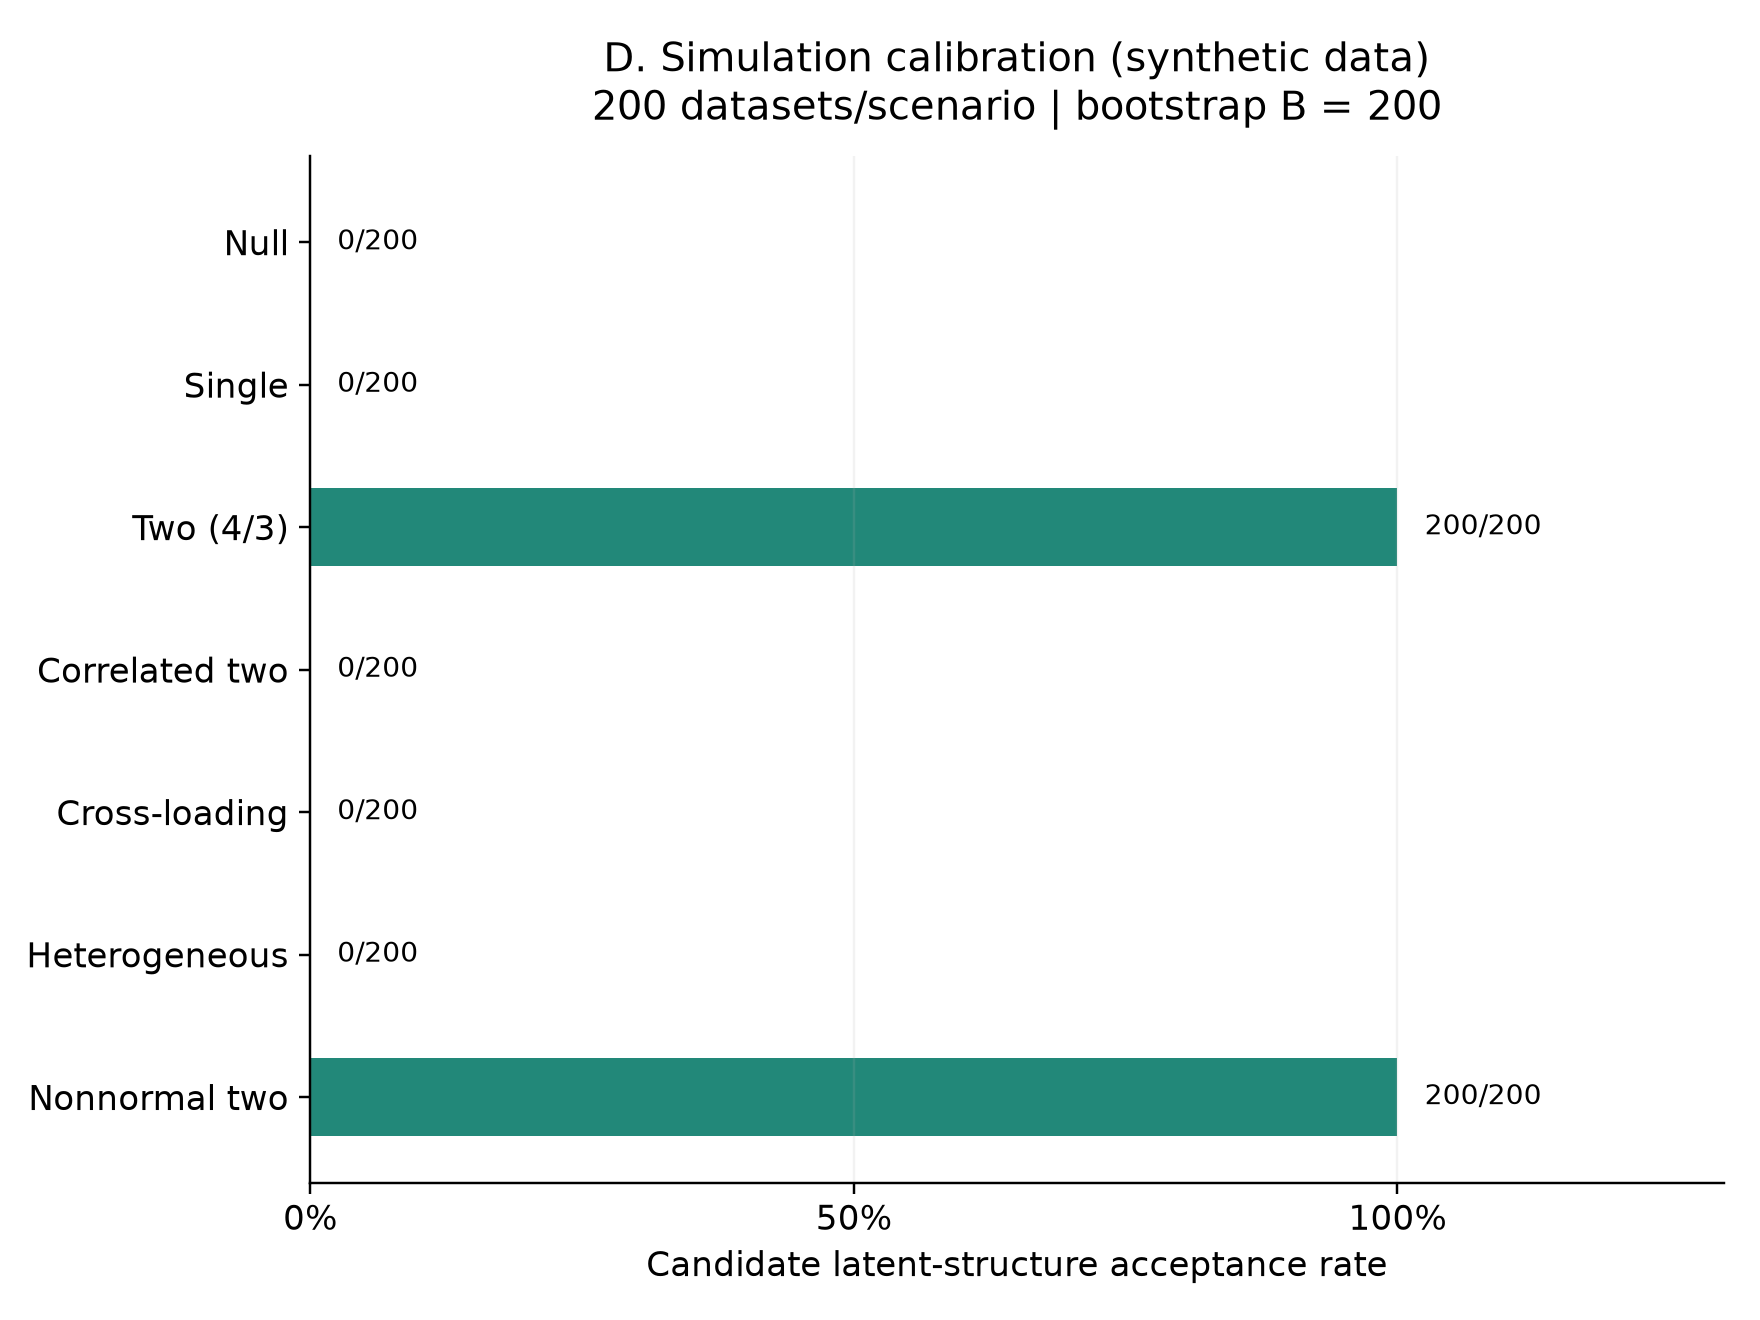 D. Simulation calibration (synthetic data)
200 datasets/scenario | bootstrap B = 200
Null 0/200
Single 0/200
Two (4/3) 200/200
Correlated two 0/200
Cross-loading 0/200
Heterogeneous 0/200
Nonnormal two 200/200
0% 50% 100%
Candidate latent-structure acceptance rate